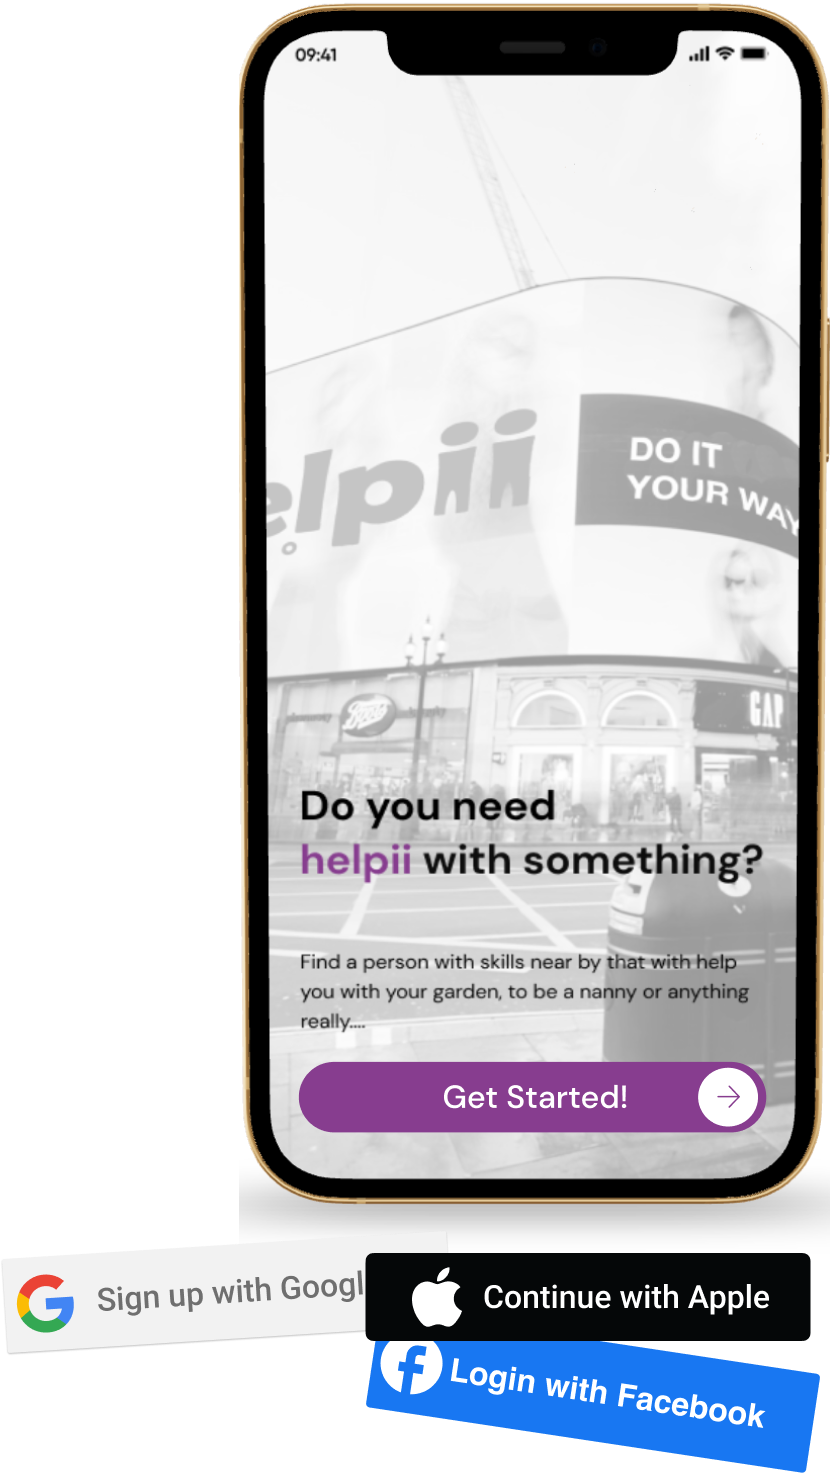 09:41
elpii
DO IT
YOUR WAY
Boots
GAP
Do you need
helpii with something?
Find a person with skills near by that with help
you with your garden, to be a nanny or anything
really....
Get Started!
Sign up with Googl
Continue with Apple
Login with Facebook